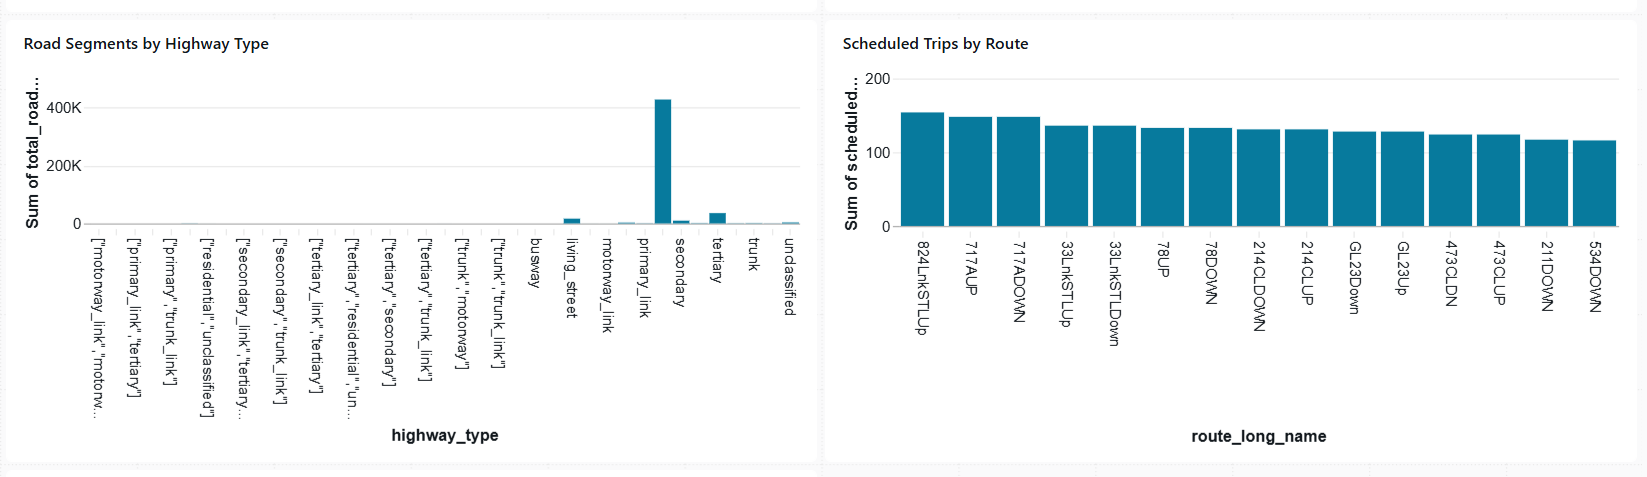 Road Segments by Highway Type
Sum of total_road...
400K
200K
0
["motorway_link","motorw...
["primary_link","tertiary"]
["primary","trunk_link"]
["residential","unclassified"]
["secondary_link","tertiary...
["secondary","trunk_link"]
["tertiary_link","tertiary"]
["tertiary","residential","un...
["tertiary","secondary"]
["tertiary","trunk_link"]
["trunk","motorway"]
["trunk","trunk_link"]
busway
living_street
motorway_link
primary_link
secondary
tertiary
trunk
unclassified
highway_type
Scheduled Trips by Route
Sum of scheduled...
200
100
0
824LnkSTLUp
717AUP
717ADOWN
33LnkSTLUp
33LnkSTLDown
78UP
78DOWN
214CLDOWN
214CLUP
GL23Down
GL23Up
473CLDN
473CLUP
211DOWN
534DOWN
route_long_name